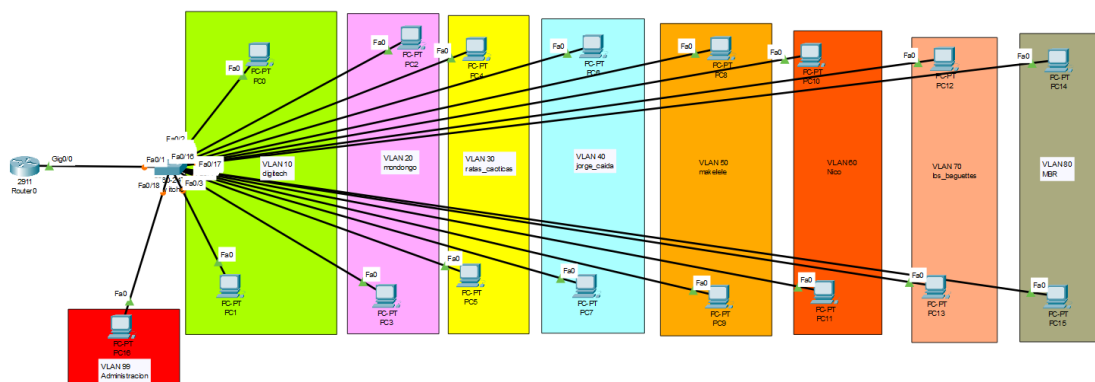 Fa0
PC-PT
PC0
Fa0
PC-PT
PC2
Fa0
PC-PT
PC4
Fa0
PC-PT
PC6
Fa0
PC-PT
PC8
Fa0
PC-PT
PC10
Fa0
PC-PT
PC12
Fa0
PC-PT
PC14
Gig0/0
2911
Router0
Fa0/1
Fa0/16
Fa0/17
Fa0/18
Fa0/3
VLAN 10
digitech
VLAN 20
mondongo
VLAN 30
ratas_caoticas
VLAN 40
jorge_caida
VLAN 50
makelele
VLAN 60
Nico
VLAN 70
los_baguettes
VLAN 80
MBR
Fa0
PC-PT
PC1
Fa0
PC-PT
PC3
Fa0
PC-PT
PC5
Fa0
PC-PT
PC7
Fa0
PC-PT
PC9
Fa0
PC-PT
PC11
Fa0
PC-PT
PC13
Fa0
PC-PT
PC15
Fa0
PC-PT
PC16
VLAN 99
Administracion